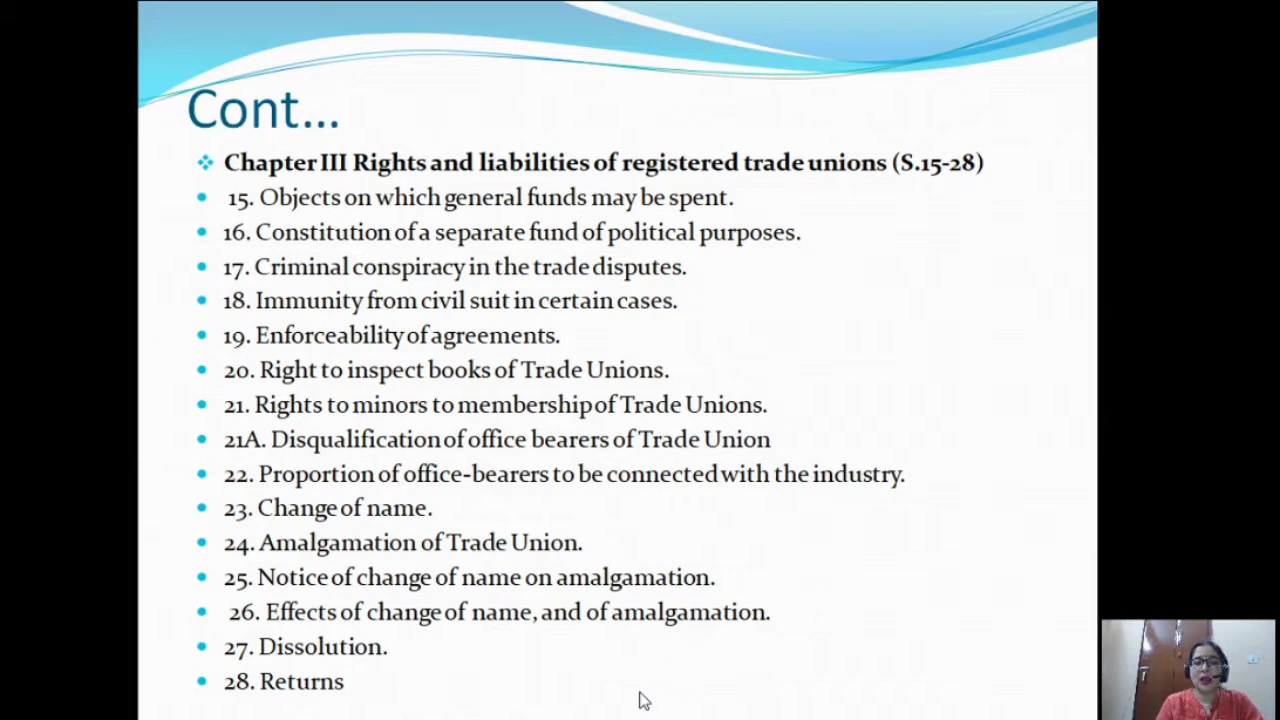 Cont...
Chapter III Rights and liabilities of registered trade unions (S.15-28)
15. Objects on which general funds may be spent.
16. Constitution of a separate fund of political purposes.
17. Criminal conspiracy in the trade disputes.
18. Immunity from civil suit in certain cases.
19. Enforceability of agreements.
20. Right to inspect books of Trade Unions.
21. Rights to minors to membership of Trade Unions.
21A. Disqualification of office bearers of Trade Union
22. Proportion of office-bearers to be connected with the industry.
23. Change of name.
24. Amalgamation of Trade Union.
25. Notice of change of name on amalgamation.
26. Effects of change of name, and of amalgamation.
27. Dissolution.
28. Returns